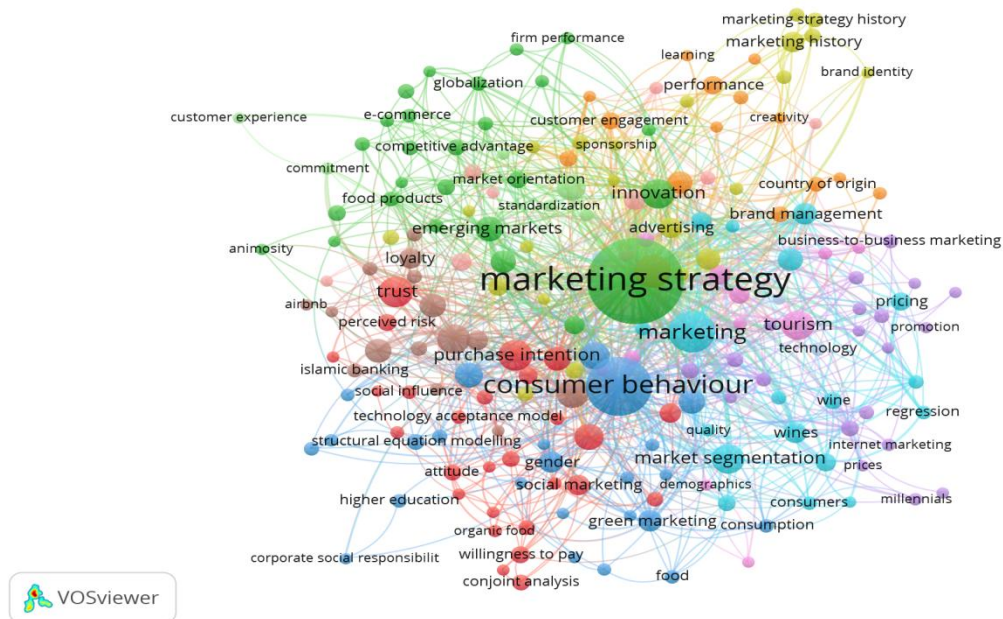 marketing strategy history
firm performance
marketing history
learning
globalization
brand identity
performance
e-commerce
customer experience
customer engagement
creativity
competitive advantage
sponsorship
commitment
market orientation
innovation
country of origin
food products
standardization
brand management
emerging markets
advertising
business-to-business marketing
animosity
loyalty
marketing strategy
trust
airbnb
pricing
perceived risk
tourism
promotion
marketing
technology
purchase intention
islamic banking
consumer behaviour
social influence
wine
technology acceptance model
regression
quality
wines
structural equation modelling
internet marketing
gender
market segmentation
attitude
prices
social marketing
demographics
higher education
consumers
millennials
green marketing
consumption
organic food
willingness to pay
corporate social responsibilit
food
conjoint analysis
VOSviewer